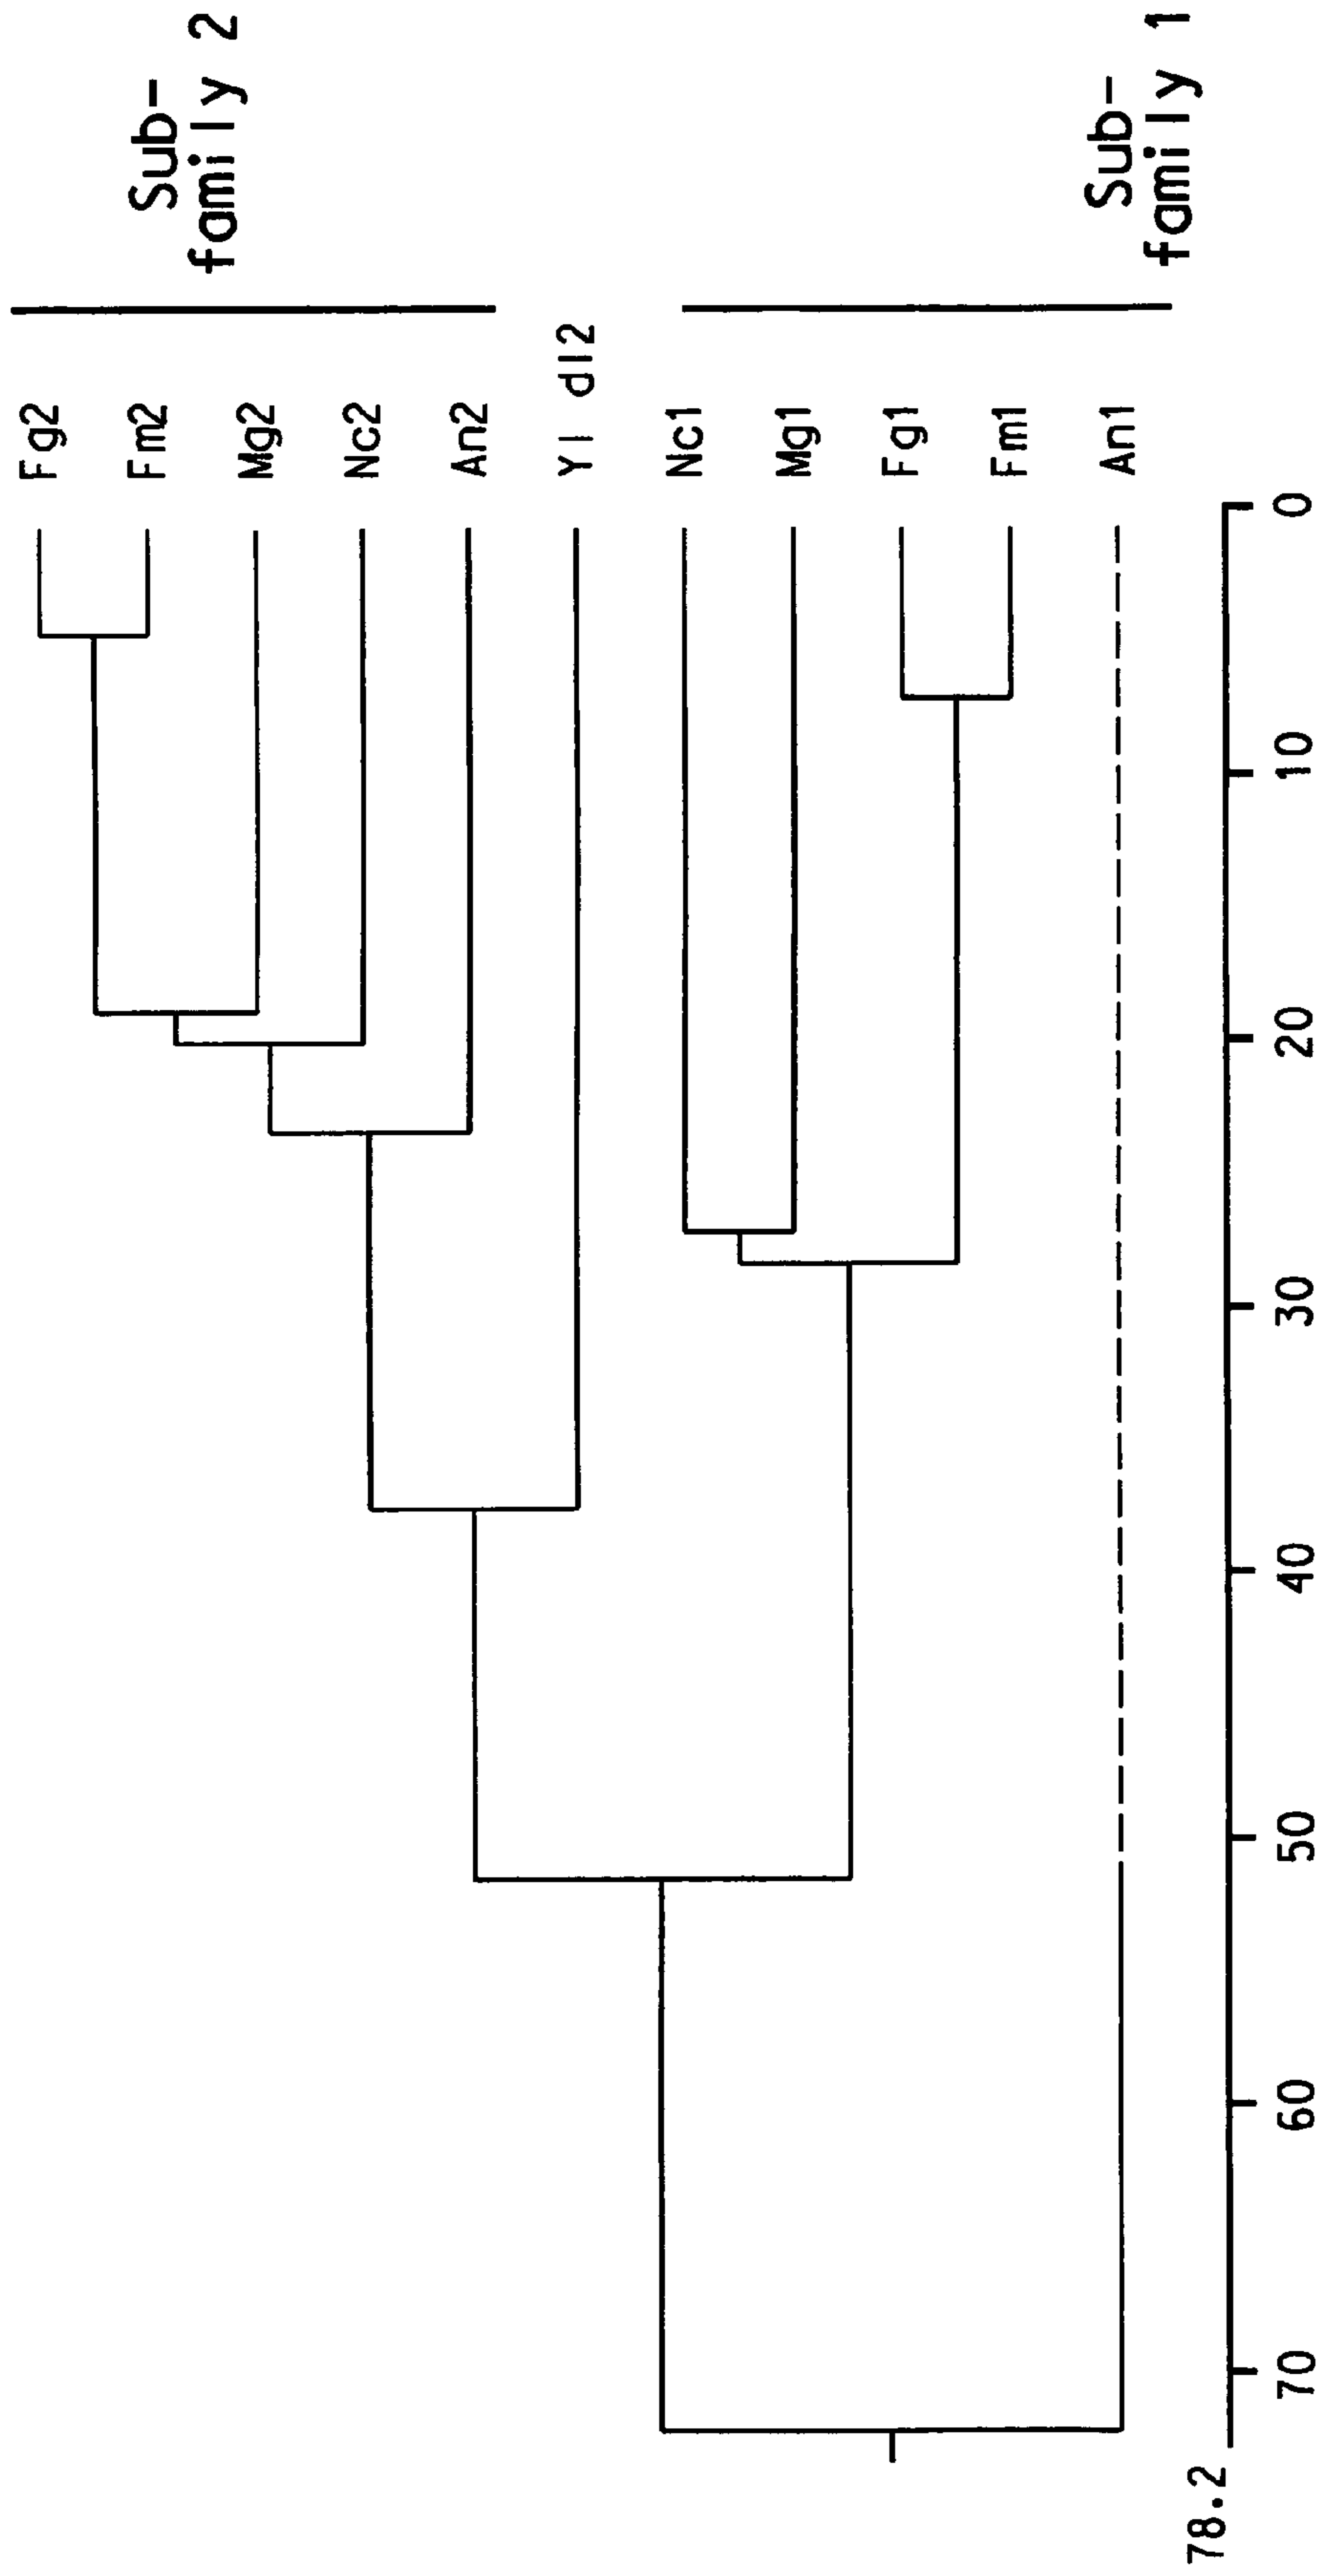 Fg2
Fm2
Mg2
Nc2
An2
Yl dl2
Nc1
Mg1
Fg1
Fm1
An1
Sub-
family 2
Sub-
family 1
78.2
70
60
50
40
30
20
10
0